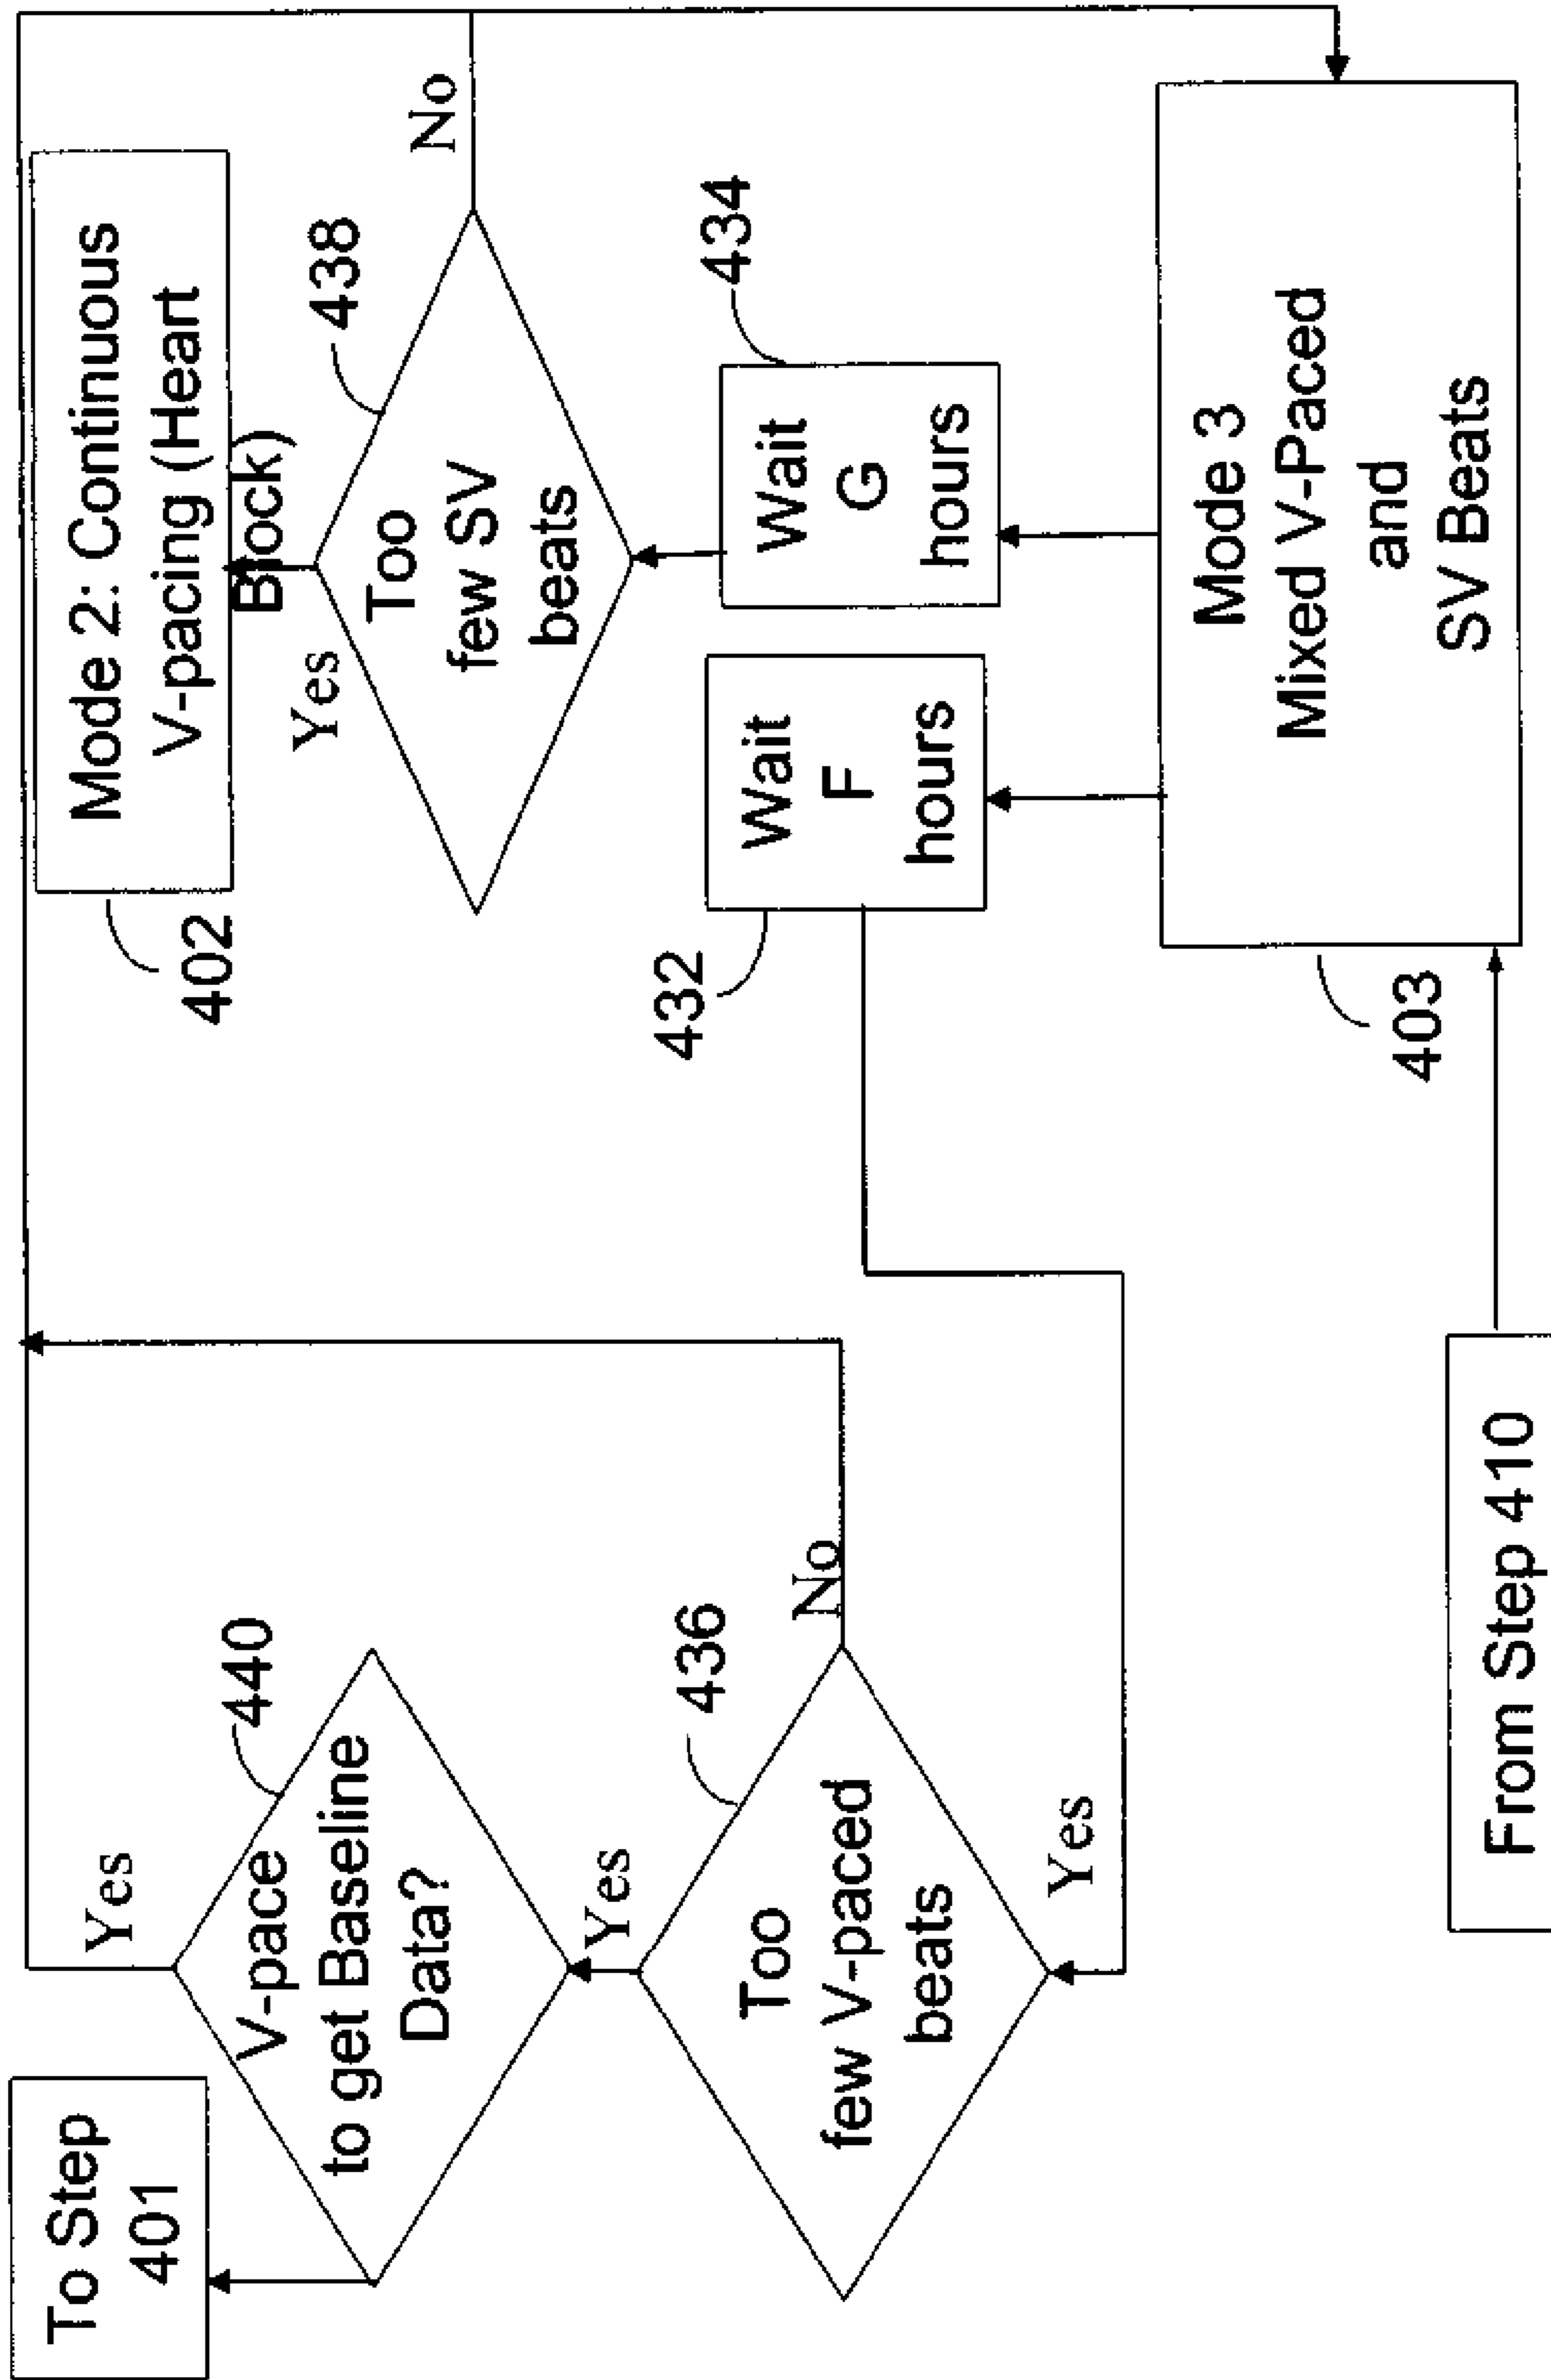 To Step
401
Yes
V-pace
to get Baseline
Data?
440
Yes
Too
few V-paced
beats
436
No
Yes
From Step 410
402
Mode 2: Continuous
V-pacing (Heart
Block)
Yes
438
Too
few SV
beats
No
432
Wait
F
hours
Wait
G
hours
434
403
Mode 3
Mixed V-Paced
and
SV Beats